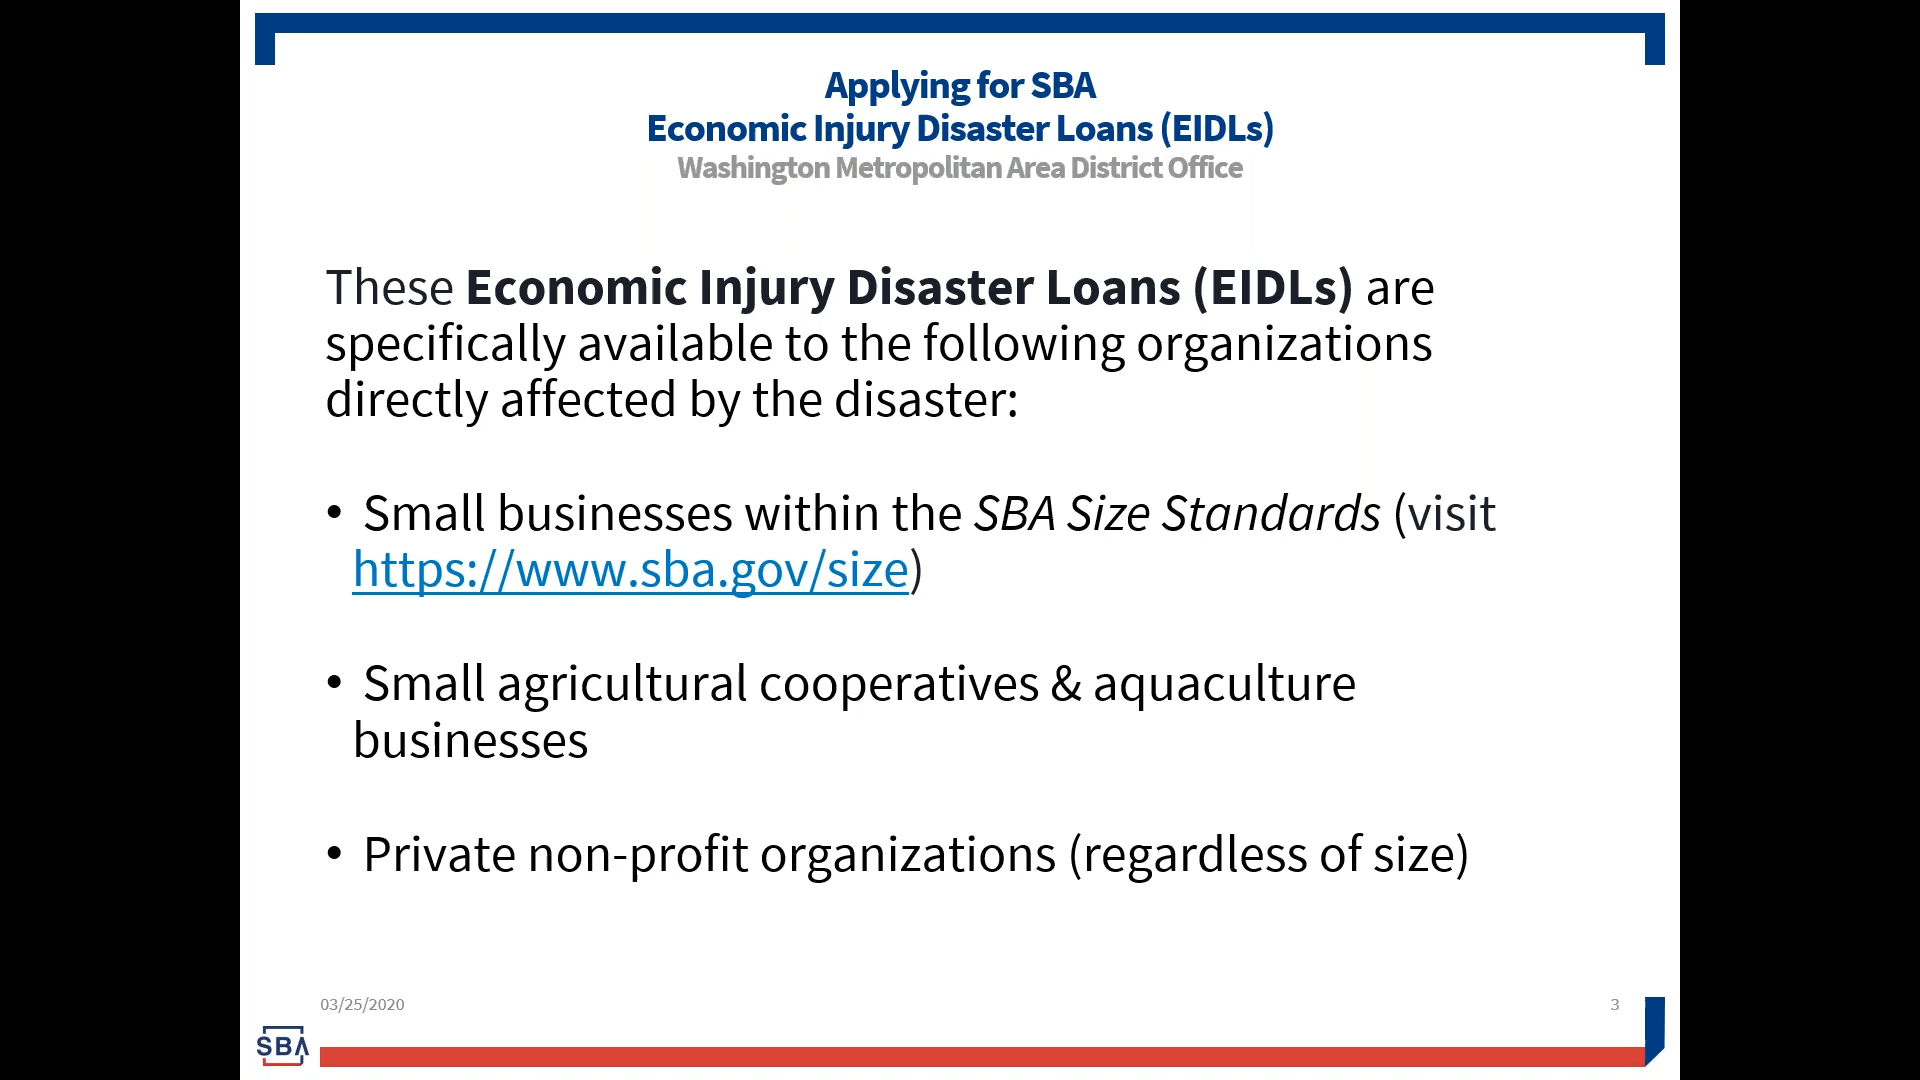 Applying for SBA
Economic Injury Disaster Loans (EIDLs)
Washington Metropolitan Area District Office
These Economic Injury Disaster Loans (EIDLs) are
specifically available to the following organizations
directly affected by the disaster:
• Small businesses within the SBA Size Standards (visit
https://www.sba.gov/size)
• Small agricultural cooperatives & aquaculture
businesses
• Private non-profit organizations (regardless of size)
03/25/2020
3
SBA